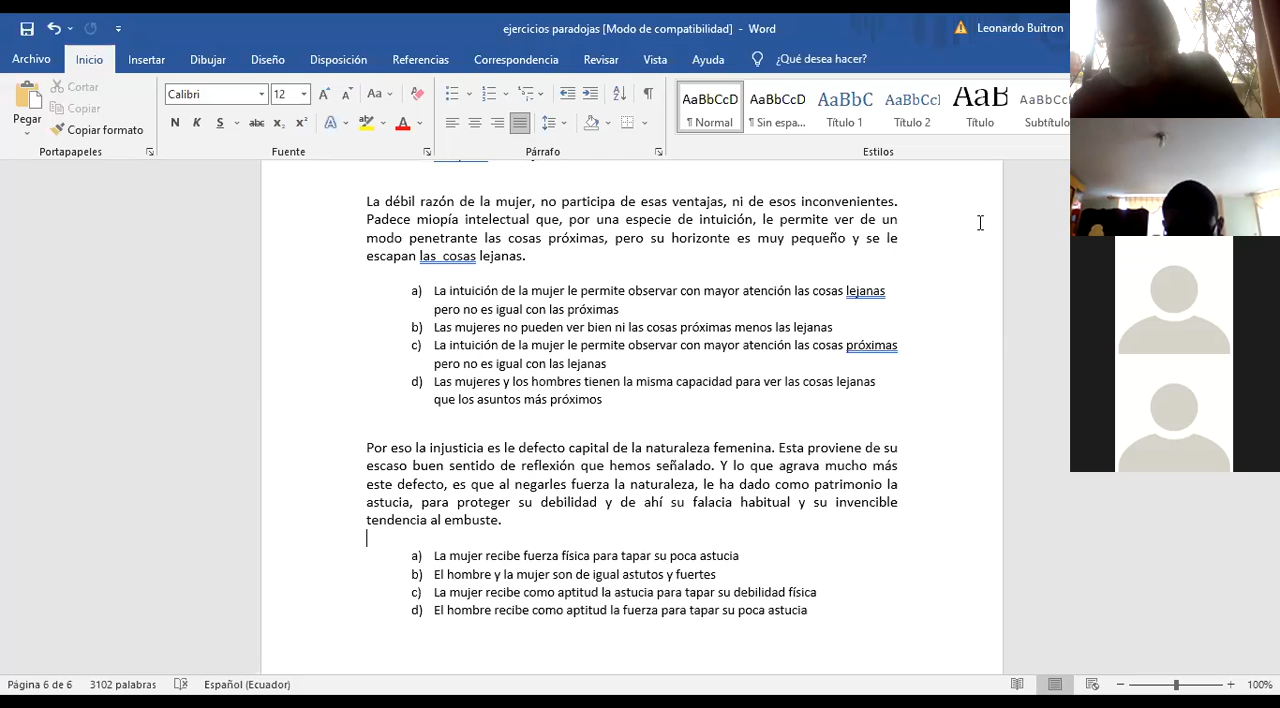 ejercicios paradojas [Modo de compatibilidad] - Word
Leonardo Buitron
Archivo Inicio Insertar Dibujar Diseño Disposición Referencias Correspondencia Revisar Vista Ayuda ¿Qué desea hacer?
Pegar
Cortar
Copiar
Copiar formato
Portapapeles
Calibri 12
N K S abc x₂ x²
Fuente
Párrafo
AaBbCcD AaBbCcD AaBbC AaBbCcI AaB AaBbCcD
¶ Normal ¶ Sin espa... Título 1 Título 2 Título Subtítulo
Estilos
La débil razón de la mujer, no participa de esas ventajas, ni de esos inconvenientes.
Padece miopía intelectual que, por una especie de intuición, le permite ver de un
modo penetrante las cosas próximas, pero su horizonte es muy pequeño y se le
escapan las cosas lejanas.
a) La intuición de la mujer le permite observar con mayor atención las cosas lejanas
pero no es igual con las próximas
b) Las mujeres no pueden ver bien ni las cosas próximas menos las lejanas
c) La intuición de la mujer le permite observar con mayor atención las cosas próximas
pero no es igual con las lejanas
d) Las mujeres y los hombres tienen la misma capacidad para ver las cosas lejanas
que los asuntos más próximos
Por eso la injusticia es le defecto capital de la naturaleza femenina. Esta proviene de su
escaso buen sentido de reflexión que hemos señalado. Y lo que agrava mucho más
este defecto, es que al negarles fuerza la naturaleza, le ha dado como patrimonio la
astucia, para proteger su debilidad y de ahí su falacia habitual y su invencible
tendencia al embuste.
a) La mujer recibe fuerza física para tapar su poca astucia
b) El hombre y la mujer son de igual astutos y fuertes
c) La mujer recibe como aptitud la astucia para tapar su debilidad física
d) El hombre recibe como aptitud la fuerza para tapar su poca astucia
Página 6 de 6 3102 palabras Español (Ecuador) 100%